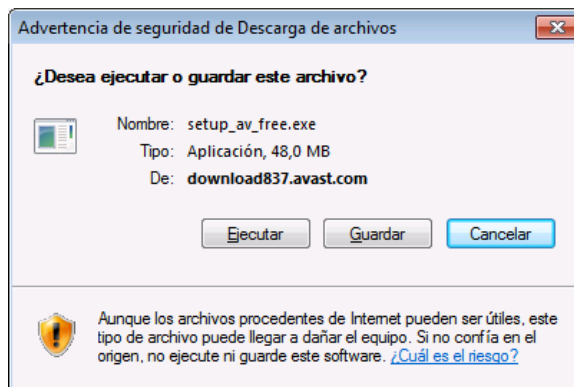 Advertencia de seguridad de Descarga de archivos
¿Desea ejecutar o guardar este archivo?
Nombre: setup_av_free.exe
Tipo: Aplicación, 48,0 MB
De: download837.avast.com
Ejecutar Guardar Cancelar
Aunque los archivos procedentes de Internet pueden ser útiles, este
tipo de archivo puede llegar a dañar el equipo. Si no confía en el
origen, no ejecute ni guarde este software. ¿Cuál es el riesgo?